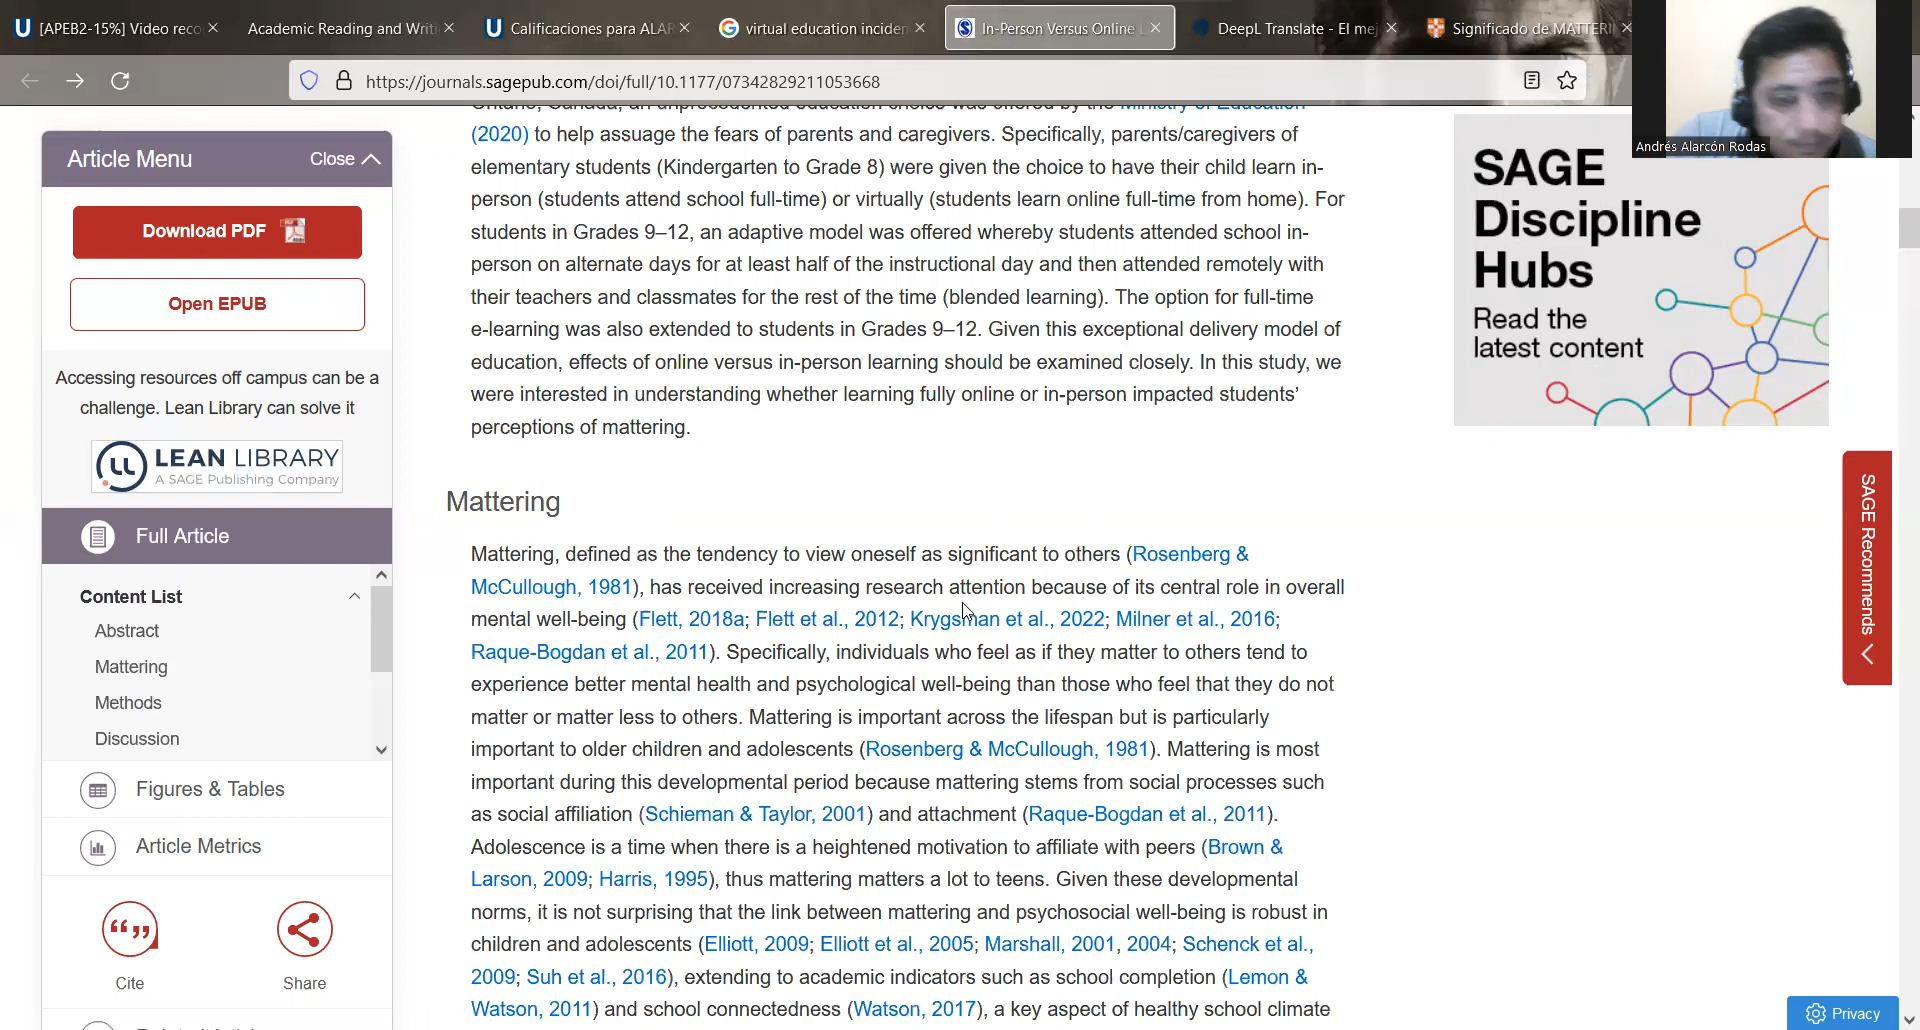 [APEB2-15%] Video reco
Academic Reading and Writi
Calificaciones para ALAR
virtual education inciden
In-Person Versus Online L
DeepL Translate - El mej
Significado de MATTERI
https://journals.sagepub.com/doi/full/10.1177/07342829211053668
Andrés Alarcón Rodas
Article Menu
Close
Download PDF
Open EPUB
Accessing resources off campus can be a
challenge. Lean Library can solve it
LEAN LIBRARY
A SAGE Publishing Company
Full Article
Content List
Abstract
Mattering
Methods
Discussion
Figures & Tables
Article Metrics
Cite
Share
Ontario, Canada, an unprecedented education choice was offered by the Ministry of Education
(2020) to help assuage the fears of parents and caregivers. Specifically, parents/caregivers of
elementary students (Kindergarten to Grade 8) were given the choice to have their child learn in-
person (students attend school full-time) or virtually (students learn online full-time from home). For
students in Grades 9–12, an adaptive model was offered whereby students attended school in-
person on alternate days for at least half of the instructional day and then attended remotely with
their teachers and classmates for the rest of the time (blended learning). The option for full-time
e-learning was also extended to students in Grades 9–12. Given this exceptional delivery model of
education, effects of online versus in-person learning should be examined closely. In this study, we
were interested in understanding whether learning fully online or in-person impacted students’
perceptions of mattering.
Mattering
Mattering, defined as the tendency to view oneself as significant to others (Rosenberg &
McCullough, 1981), has received increasing research attention because of its central role in overall
mental well-being (Flett, 2018a; Flett et al., 2012; Krygsman et al., 2022; Milner et al., 2016;
Raque-Bogdan et al., 2011). Specifically, individuals who feel as if they matter to others tend to
experience better mental health and psychological well-being than those who feel that they do not
matter or matter less to others. Mattering is important across the lifespan but is particularly
important to older children and adolescents (Rosenberg & McCullough, 1981). Mattering is most
important during this developmental period because mattering stems from social processes such
as social affiliation (Schieman & Taylor, 2001) and attachment (Raque-Bogdan et al., 2011).
Adolescence is a time when there is a heightened motivation to affiliate with peers (Brown &
Larson, 2009; Harris, 1995), thus mattering matters a lot to teens. Given these developmental
norms, it is not surprising that the link between mattering and psychosocial well-being is robust in
children and adolescents (Elliott, 2009; Elliott et al., 2005; Marshall, 2001, 2004; Schenck et al.,
2009; Suh et al., 2016), extending to academic indicators such as school completion (Lemon &
Watson, 2011) and school connectedness (Watson, 2017), a key aspect of healthy school climate
SAGE
Discipline
Hubs
Read the
latest content
SAGE Recommends
Privacy